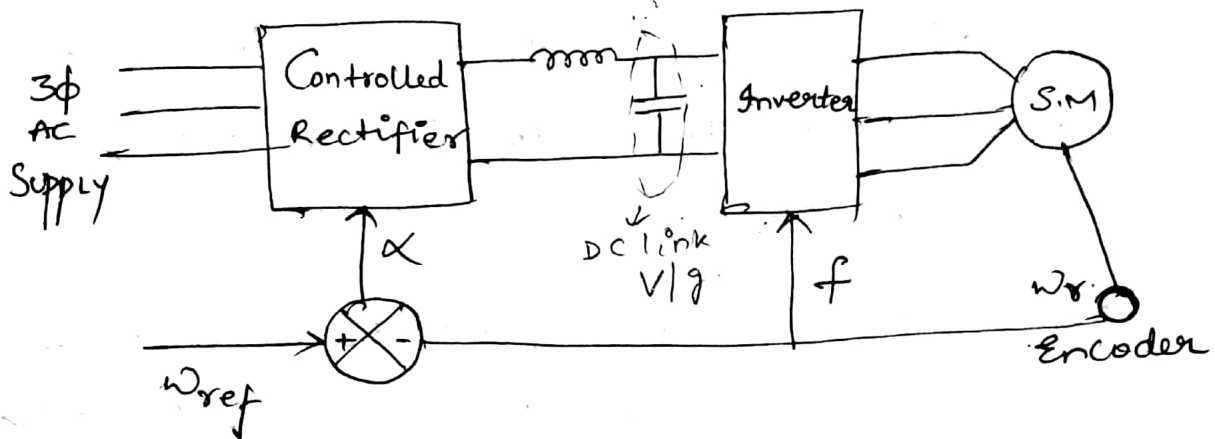 3ϕ
AC
Supply
Controlled
Rectifier
Inverter
S.M
α
DC link
V/g
f
ωr
Encoder
+
-
ωref